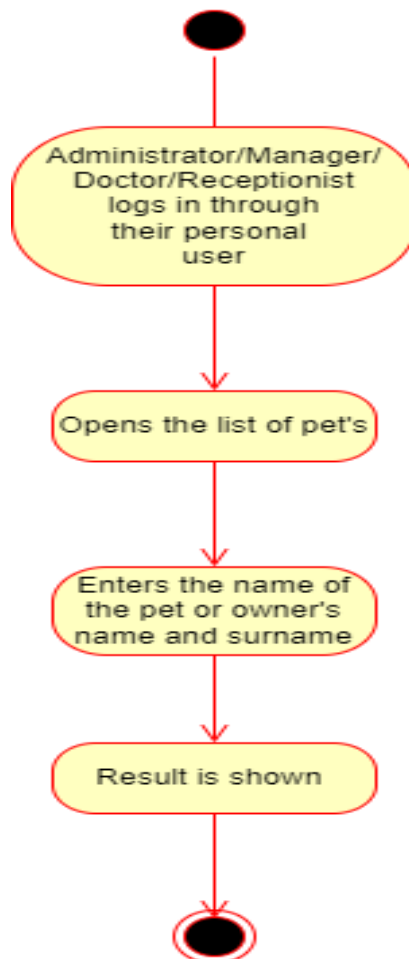 Administrator/Manager/
Doctor/Receptionist
logs in through
their personal
user
Opens the list of pet's
Enters the name of
the pet or owner's
name and surname
Result is shown